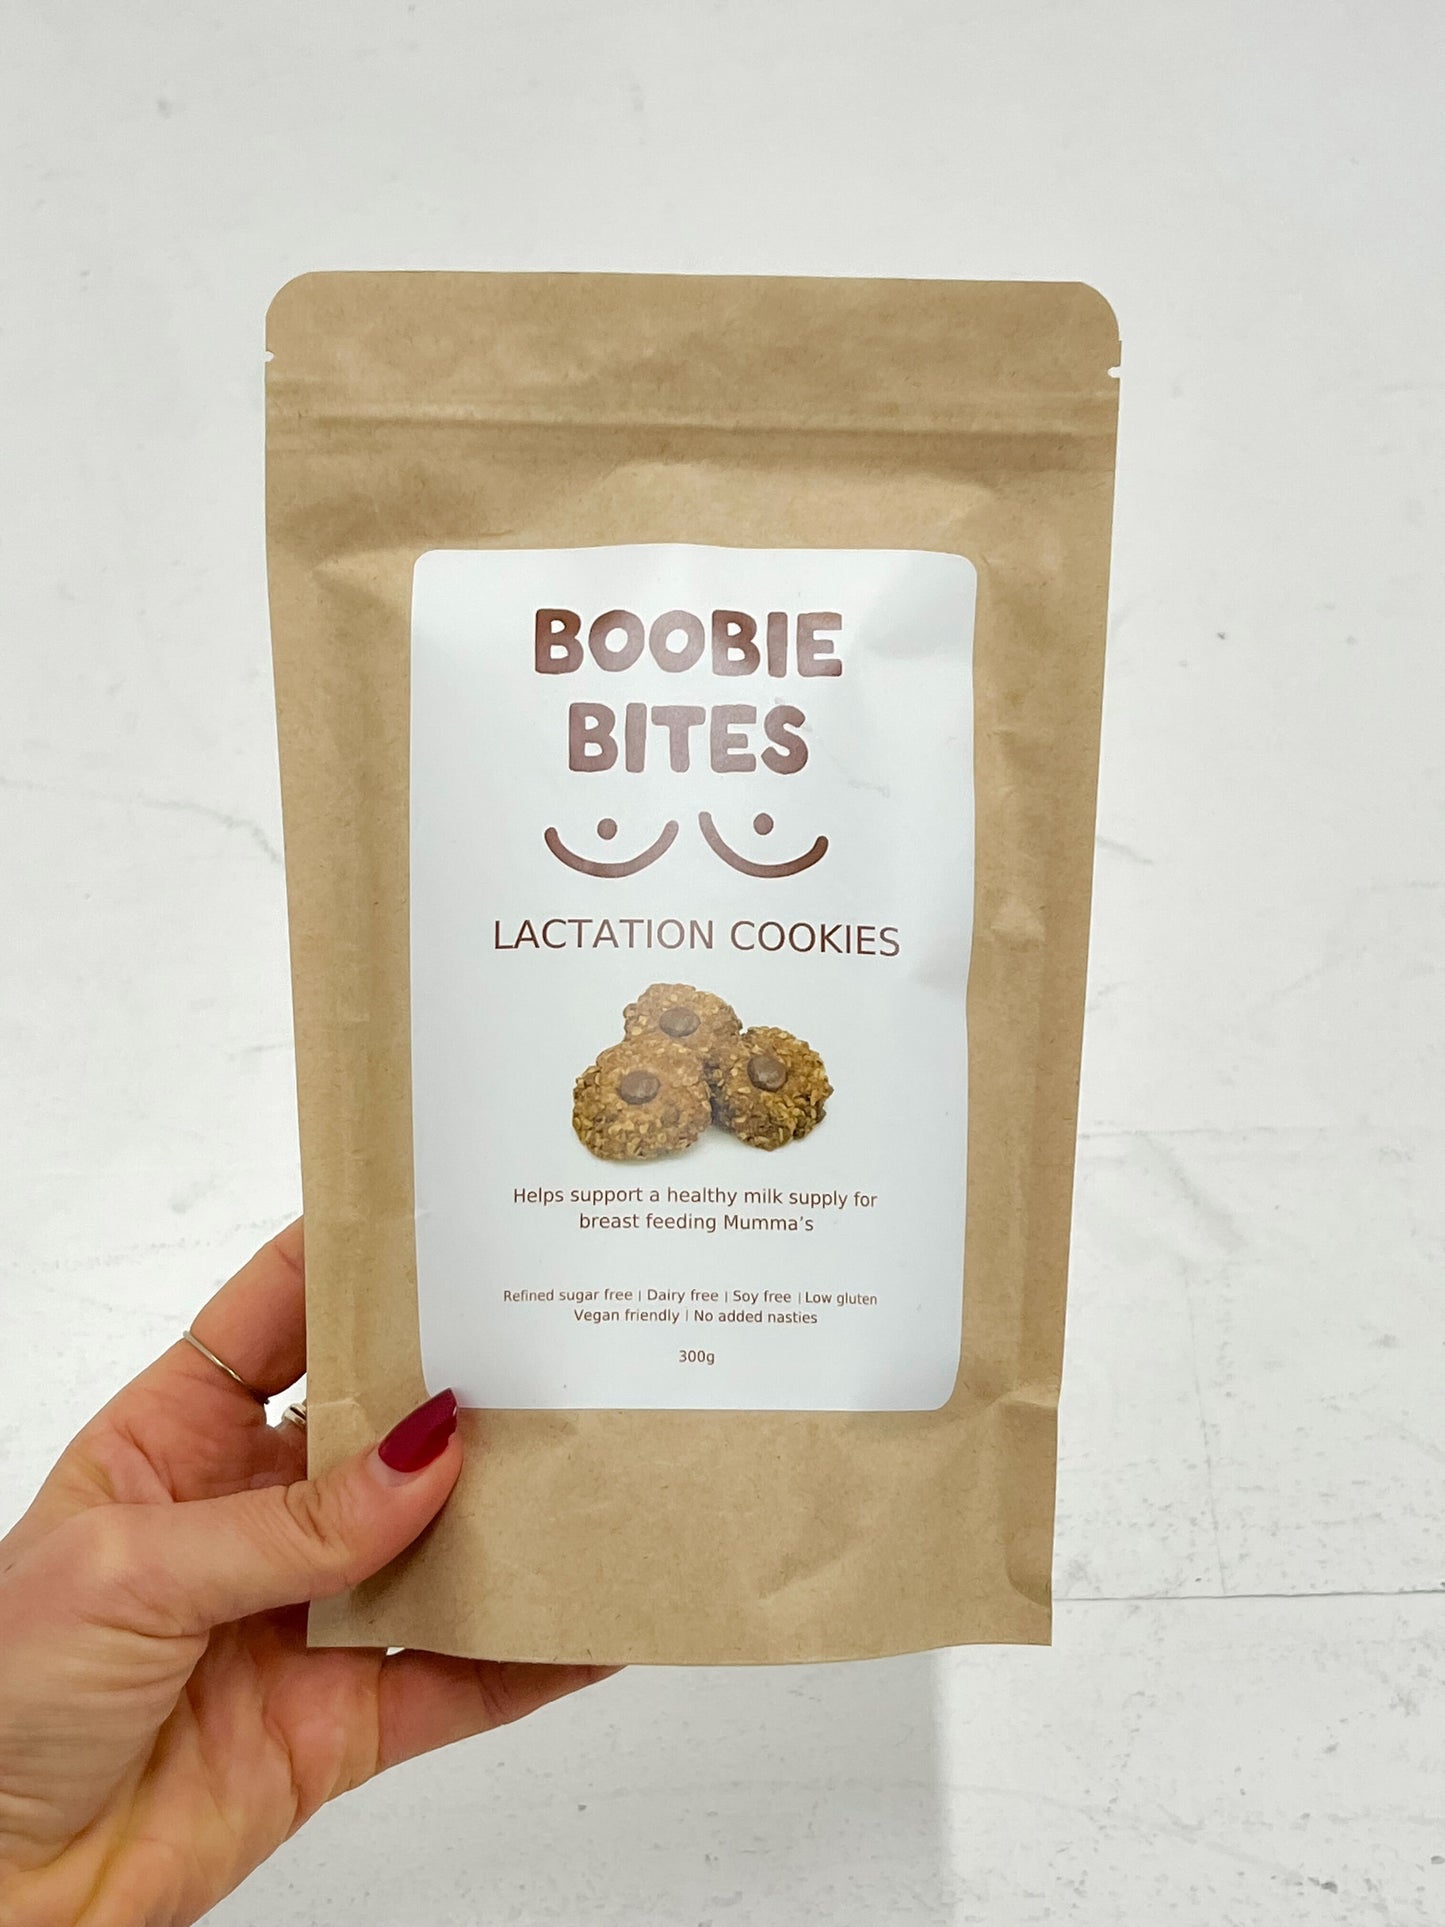 BOOBIE
BITES
LACTATION COOKIES
Helps support a healthy milk supply for
breast feeding Mumma’s
Refined sugar free | Dairy free | Soy free | Low gluten
Vegan friendly | No added nasties
300g